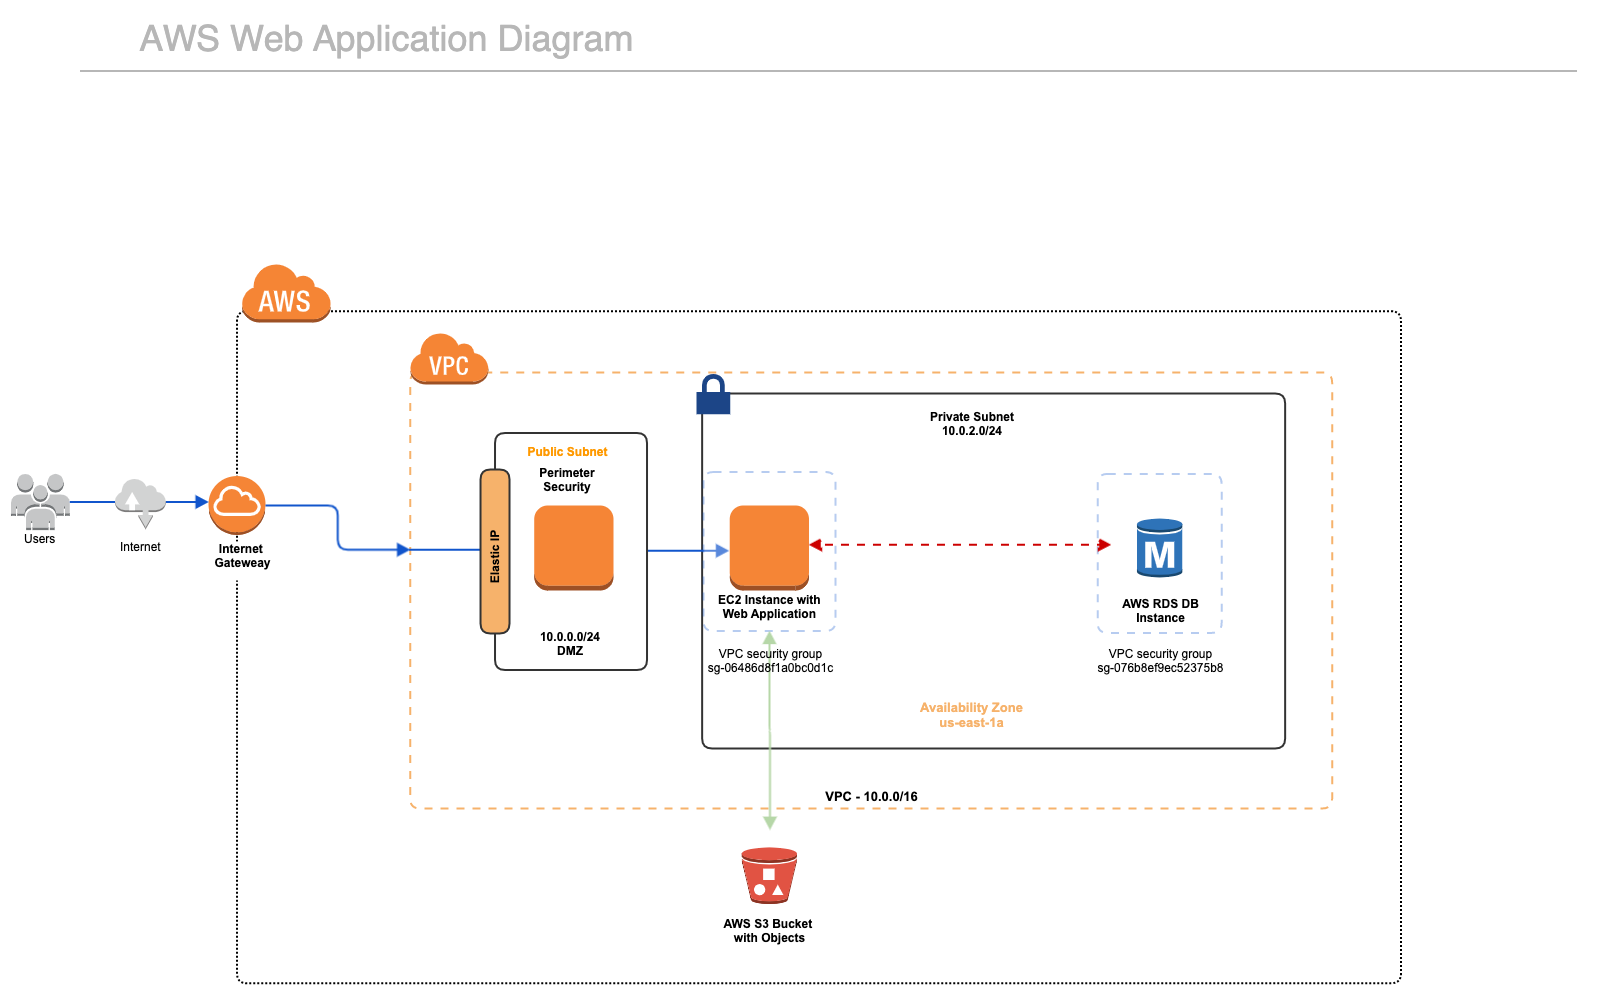 AWS Web Application Diagram
AWS
VPC
Private Subnet
10.0.2.0/24
Public Subnet
Perimeter
Security
Elastic IP
Users
Internet
Internet
Gateweay
EC2 Instance with
Web Application
M
AWS RDS DB
Instance
10.0.0.0/24
DMZ
VPC security group
sg-06486d8f1a0bc0d1c
VPC security group
sg-076b8ef9ec52375b8
Availability Zone
us-east-1a
VPC - 10.0.0/16
AWS S3 Bucket
with Objects